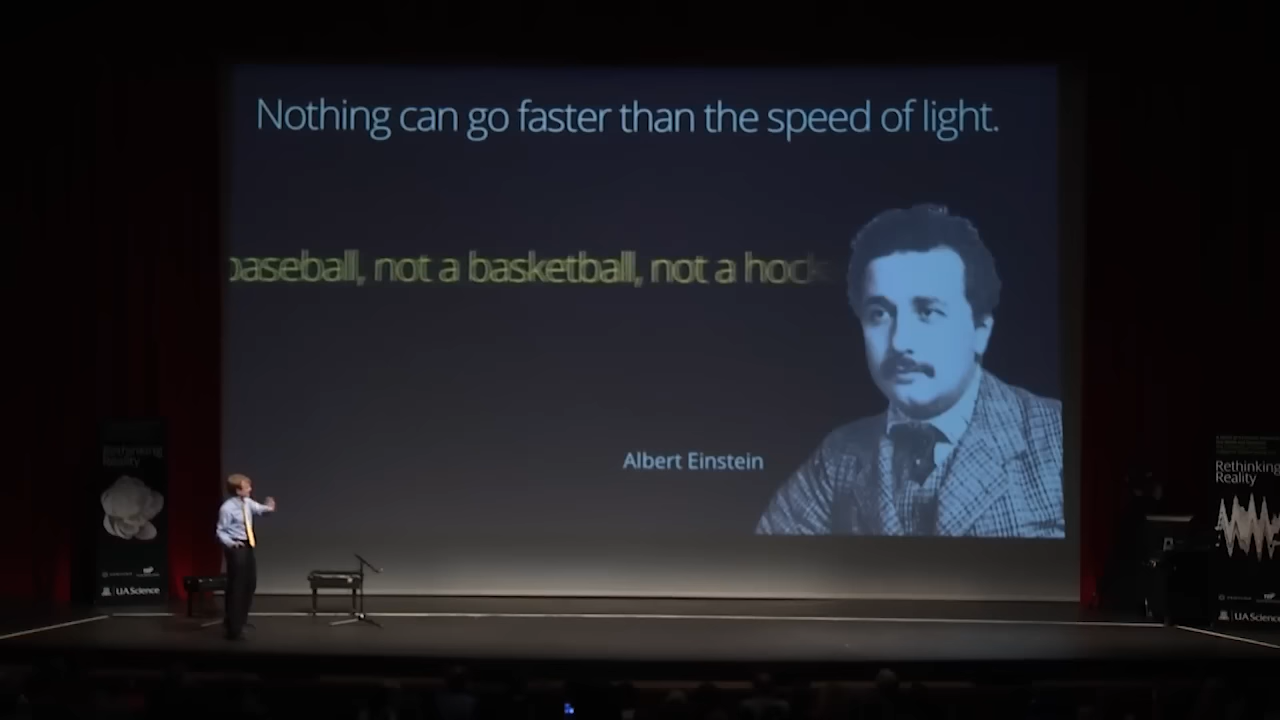 Nothing can go faster than the speed of light.
baseball, not a basketball, not a hock
Albert Einstein
Rethinking
Reality
UA Science
Rethinking
Reality
UA Science